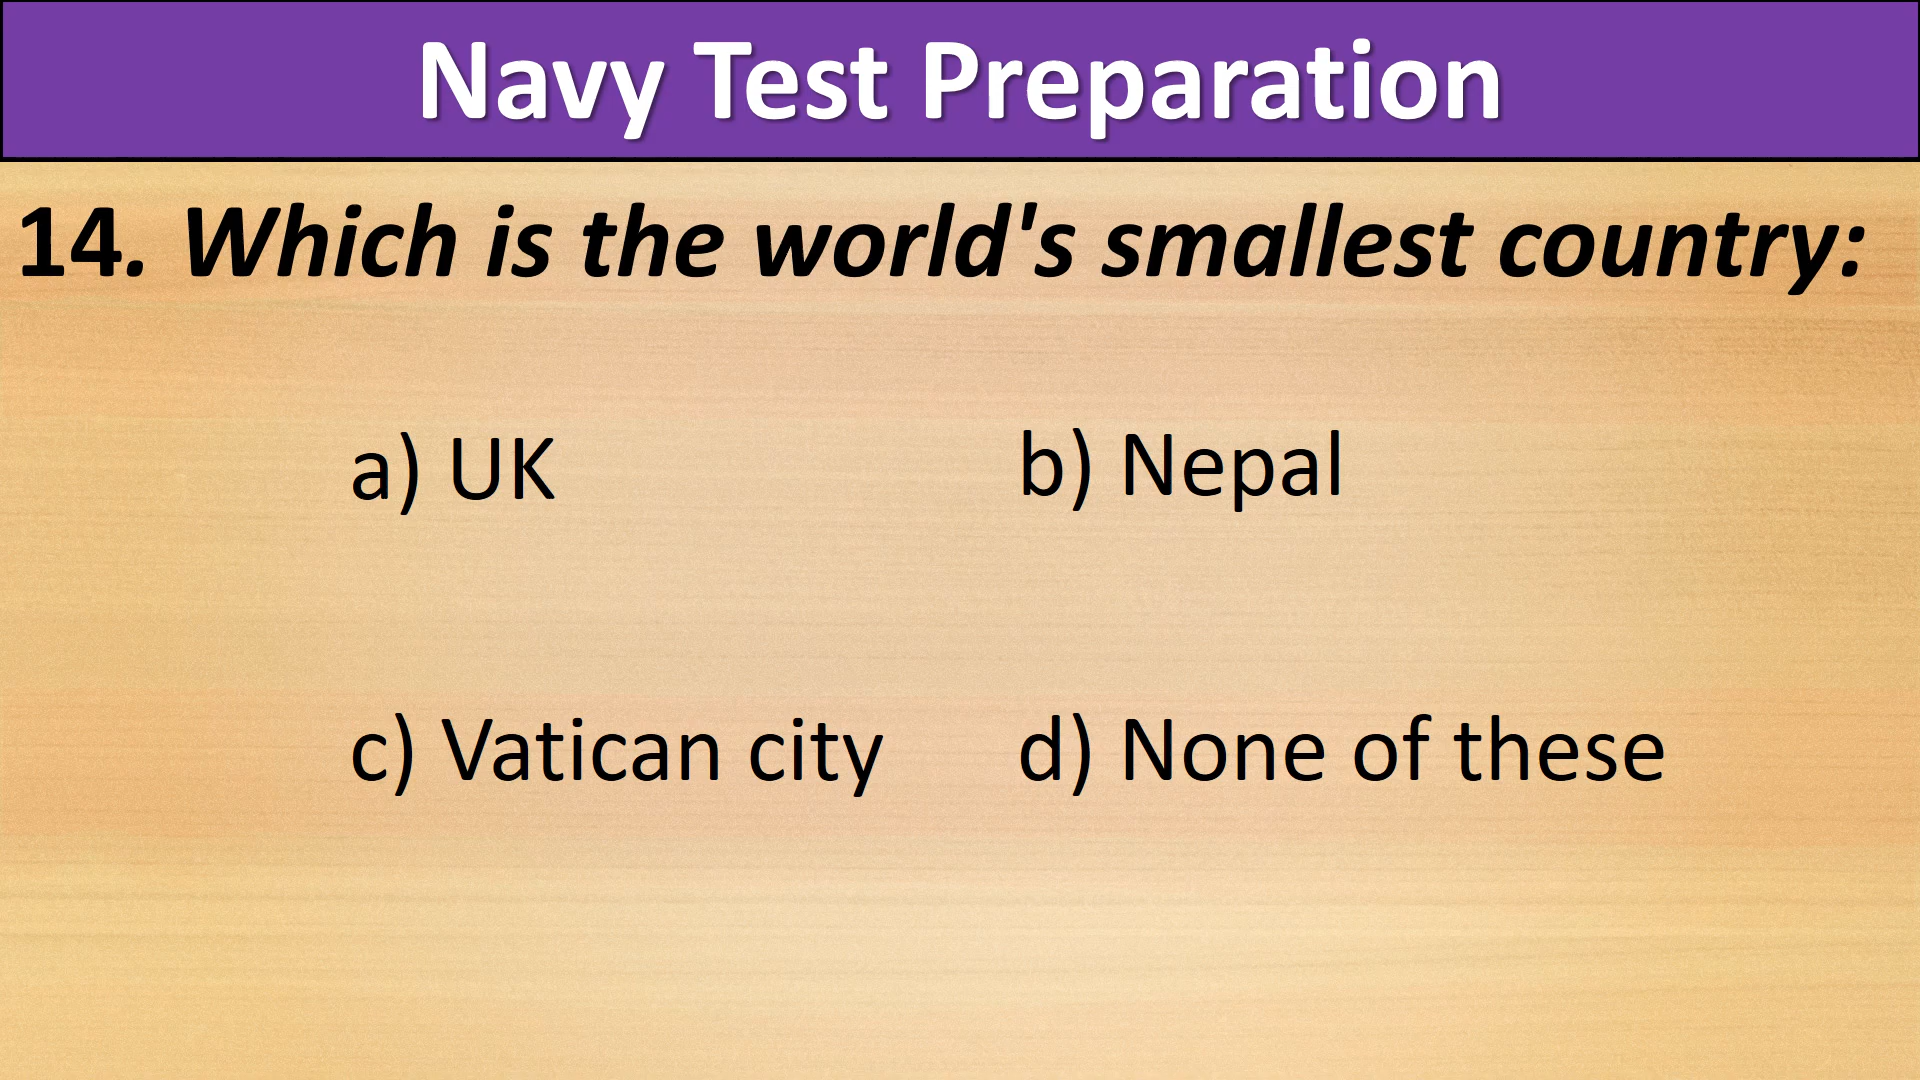 Navy Test Preparation
14. Which is the world's smallest country:
a) UK
b) Nepal
c) Vatican city
d) None of these